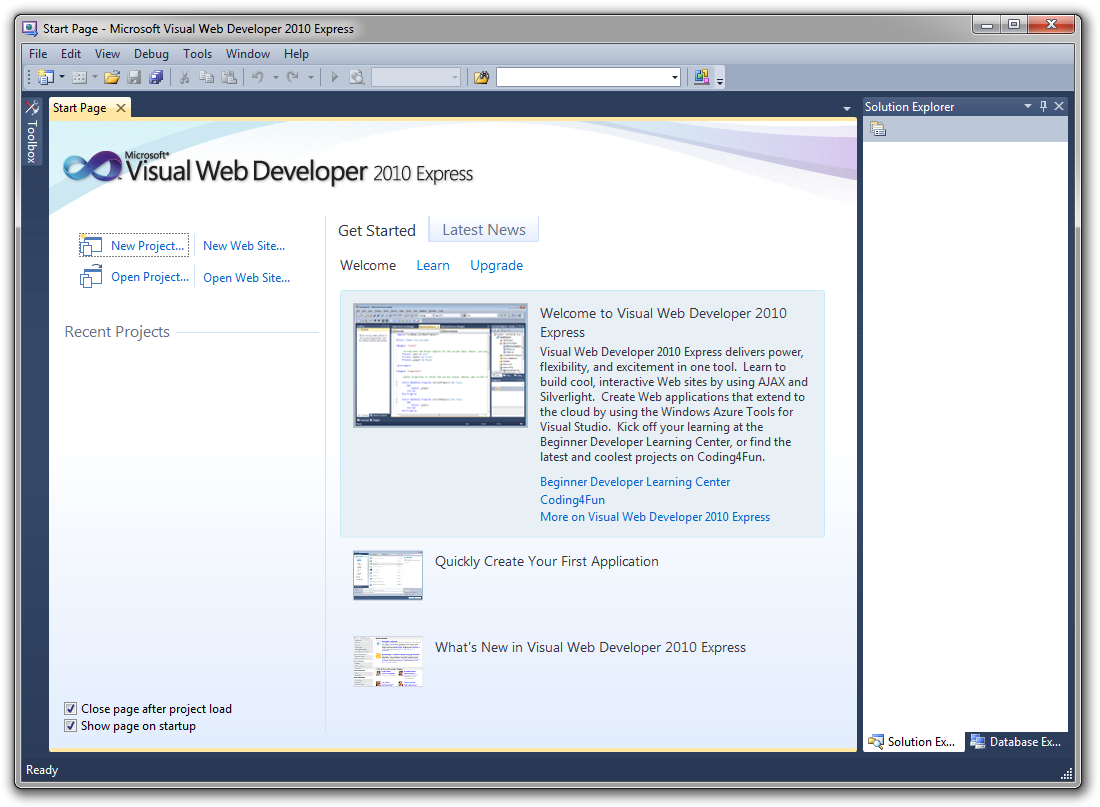 Start Page - Microsoft Visual Web Developer 2010 Express
File Edit View Debug Tools Window Help
Toolbox
Start Page
Microsoft®
Visual Web Developer 2010 Express
New Project...
New Web Site...
Open Project...
Open Web Site...
Recent Projects
Close page after project load
Show page on startup
Get Started
Latest News
Welcome
Learn
Upgrade
Welcome to Visual Web Developer 2010
Express
Visual Web Developer 2010 Express delivers power,
flexibility, and excitement in one tool. Learn to
build cool, interactive Web sites by using AJAX and
Silverlight. Create Web applications that extend to
the cloud by using the Windows Azure Tools for
Visual Studio. Kick off your learning at the
Beginner Developer Learning Center, or find the
latest and coolest projects on Coding4Fun.
Beginner Developer Learning Center
Coding4Fun
More on Visual Web Developer 2010 Express
Quickly Create Your First Application
What's New in Visual Web Developer 2010 Express
Solution Explorer
Solution Ex...
Database Ex...
Ready